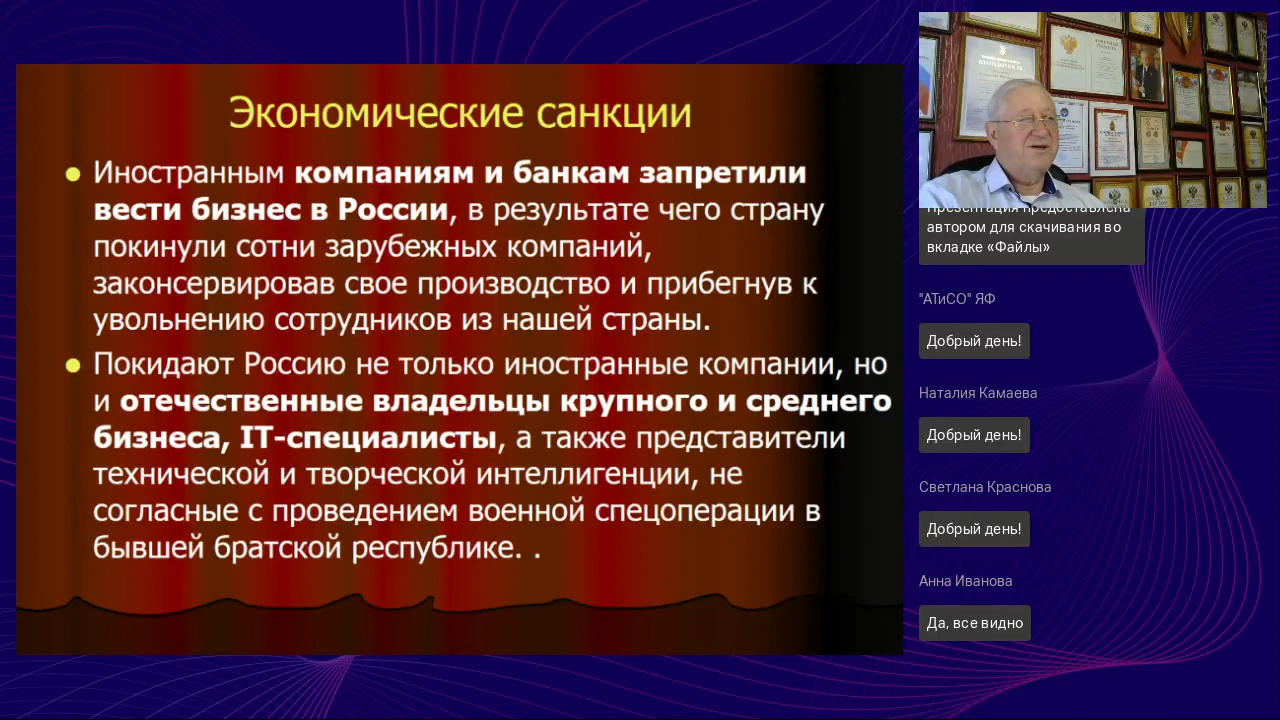 Экономические санкции
Иностранным компаниям и банкам запретили
вести бизнес в России, в результате чего страну
покинули сотни зарубежных компаний,
законсервировав свое производство и прибегнув к
увольнению сотрудников из нашей страны.
Покидают Россию не только иностранные компании, но
и отечественные владельцы крупного и среднего
бизнеса, IT-специалисты, а также представители
технической и творческой интеллигенции, не
согласные с проведением военной спецоперации в
бывшей братской республике. .
Презентация предоставлена
автором для скачивания во
вкладке «Файлы»
"АТиСО" ЯФ
Добрый день!
Наталия Камаева
Добрый день!
Светлана Краснова
Добрый день!
Анна Иванова
Да, все видно